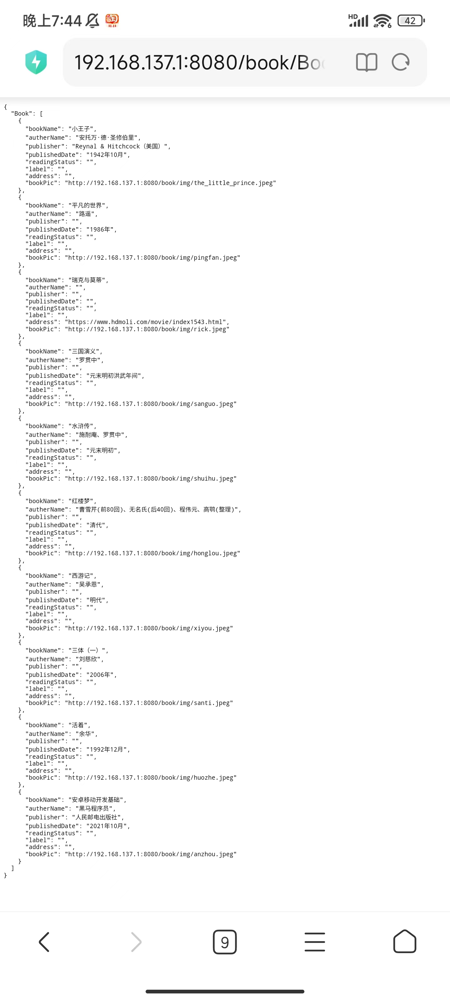 晚上7:44
淘
11.11
HD
6
42
192.168.137.1:8080/book/Boo
{
"Book": [
{
"bookName": "小王子",
"autherName": "安托万·德·圣修伯里",
"publisher": "Reynal & Hitchcock（美国）",
"publishedDate": "1942年10月",
"readingStatus": "",
"label": "",
"address": "",
"bookPic": "http://192.168.137.1:8080/book/img/the_little_prince.jpeg"
},
{
"bookName": "平凡的世界",
"autherName": "路遥",
"publisher": "",
"publishedDate": "1986年",
"readingStatus": "",
"label": "",
"address": "",
"bookPic": "http://192.168.137.1:8080/book/img/pingfan.jpeg"
},
{
"bookName": "瑞克与莫蒂",
"autherName": "",
"publisher": "",
"publishedDate": "",
"readingStatus": "",
"label": "",
"address": "https://www.hdmoli.com/movie/index1543.html",
"bookPic": "http://192.168.137.1:8080/book/img/rick.jpeg"
},
{
"bookName": "三国演义",
"autherName": "罗贯中",
"publisher": "",
"publishedDate": "元末明初洪武年间",
"readingStatus": "",
"label": "",
"address": "",
"bookPic": "http://192.168.137.1:8080/book/img/sanguo.jpeg"
},
{
"bookName": "水浒传",
"autherName": "施耐庵、罗贯中",
"publisher": "",
"publishedDate": "元末明初",
"readingStatus": "",
"label": "",
"address": "",
"bookPic": "http://192.168.137.1:8080/book/img/shuihu.jpeg"
},
{
"bookName": "红楼梦",
"autherName": "曹雪芹(前80回)、无名氏(后40回)、程伟元、高鹗(整理)",
"publisher": "",
"publishedDate": "清代",
"readingStatus": "",
"label": "",
"address": "",
"bookPic": "http://192.168.137.1:8080/book/img/honglou.jpeg"
},
{
"bookName": "西游记",
"autherName": "吴承恩",
"publisher": "",
"publishedDate": "明代",
"readingStatus": "",
"label": "",
"address": "",
"bookPic": "http://192.168.137.1:8080/book/img/xiyou.jpeg"
},
{
"bookName": "三体（一）",
"autherName": "刘慈欣",
"publisher": "",
"publishedDate": "2006年",
"readingStatus": "",
"label": "",
"address": "",
"bookPic": "http://192.168.137.1:8080/book/img/santi.jpeg"
},
{
"bookName": "活着",
"autherName": "余华",
"publisher": "",
"publishedDate": "1992年12月",
"readingStatus": "",
"label": "",
"address": "",
"bookPic": "http://192.168.137.1:8080/book/img/huozhe.jpeg"
},
{
"bookName": "安卓移动开发基础",
"autherName": "黑马程序员",
"publisher": "人民邮电出版社",
"publishedDate": "2021年10月",
"readingStatus": "",
"label": "",
"address": "",
"bookPic": "http://192.168.137.1:8080/book/img/anzhou.jpeg"
}
]
}
9